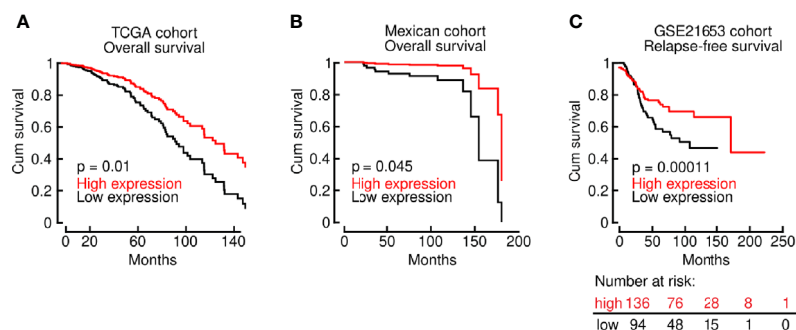 A
TCGA cohort
Overall survival
Cum survival
1
0.8
0.6
0.4
0.2
0
p = 0.01
High expression
Low expression
0 20 60 100 140
Months
B
Mexican cohort
Overall survival
Cum survival
1
0.8
0.6
0.4
0.2
0
p = 0.045
High expression
Low expression
0 50 100 150 200
Months
C
GSE21653 cohort
Relapse-free survival
Cum survival
1
0.8
0.6
0.4
0.2
0
p = 0.00011
High expression
Low expression
0 50 100 150 200 250
Months
Number at risk:
high 136 76 28 8 1
low 94 48 15 1 0